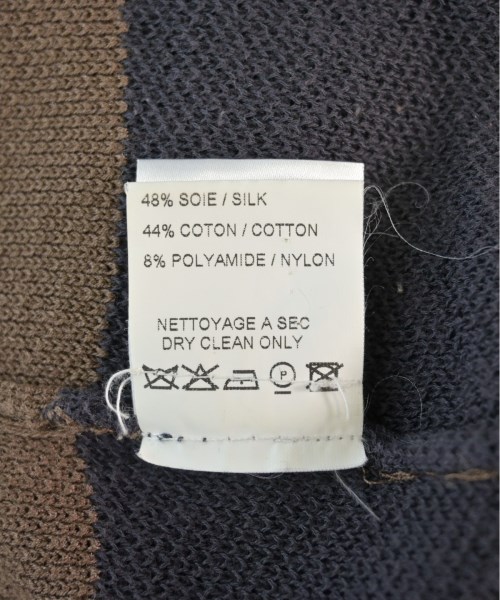 48% SOIE / SILK
44% COTON / COTTON
8% POLYAMIDE / NYLON
NETTOYAGE A SEC
DRY CLEAN ONLY
P